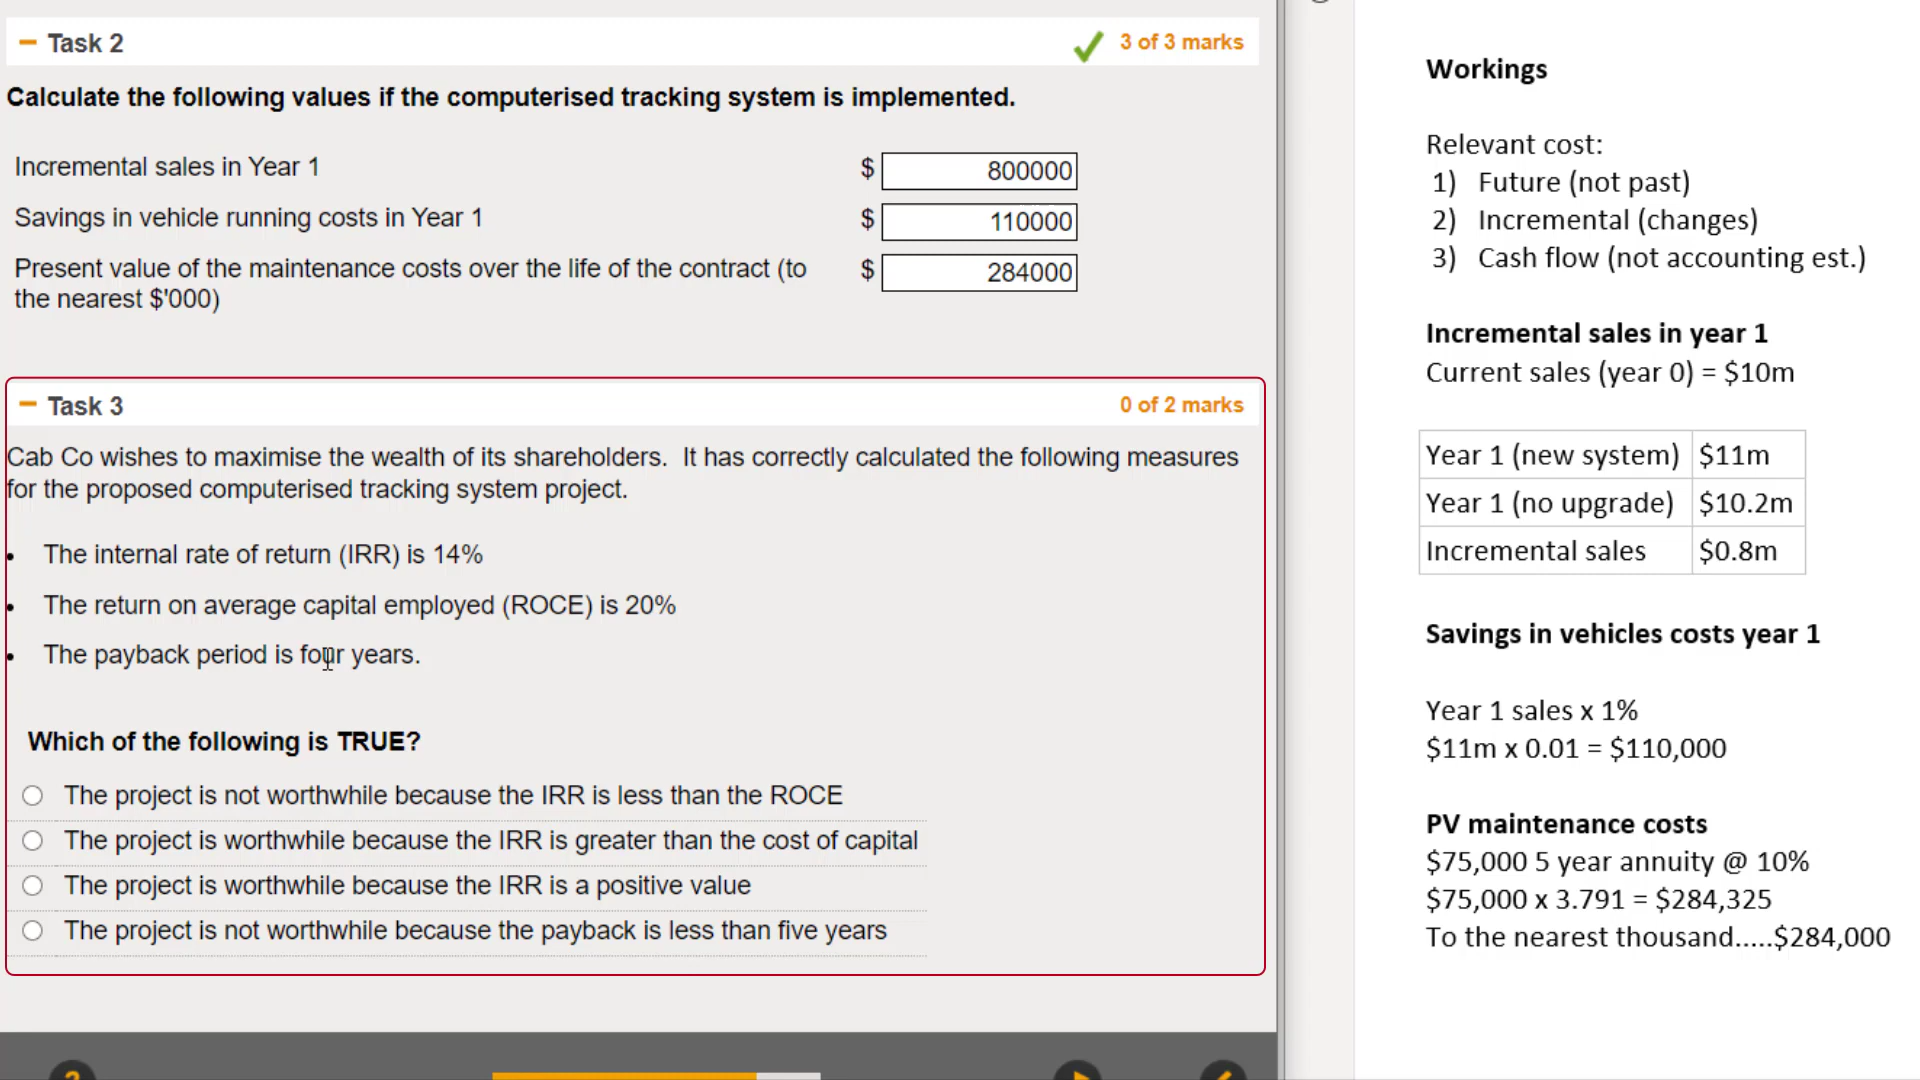 Task 2
3 of 3 marks
Calculate the following values if the computerised tracking system is implemented.
Incremental sales in Year 1
$ 800000
Savings in vehicle running costs in Year 1
$ 110000
Present value of the maintenance costs over the life of the contract (to
the nearest $'000)
$ 284000
Task 3
0 of 2 marks
Cab Co wishes to maximise the wealth of its shareholders. It has correctly calculated the following measures
for the proposed computerised tracking system project.
• The internal rate of return (IRR) is 14%
• The return on average capital employed (ROCE) is 20%
• The payback period is four years.
Which of the following is TRUE?
The project is not worthwhile because the IRR is less than the ROCE
The project is worthwhile because the IRR is greater than the cost of capital
The project is worthwhile because the IRR is a positive value
The project is not worthwhile because the payback is less than five years
Workings
Relevant cost:
1) Future (not past)
2) Incremental (changes)
3) Cash flow (not accounting est.)
Incremental sales in year 1
Current sales (year 0) = $10m
Year 1 (new system) $11m
Year 1 (no upgrade) $10.2m
Incremental sales $0.8m
Savings in vehicles costs year 1
Year 1 sales x 1%
$11m x 0.01 = $110,000
PV maintenance costs
$75,000 5 year annuity @ 10%
$75,000 x 3.791 = $284,325
To the nearest thousand.....$284,000